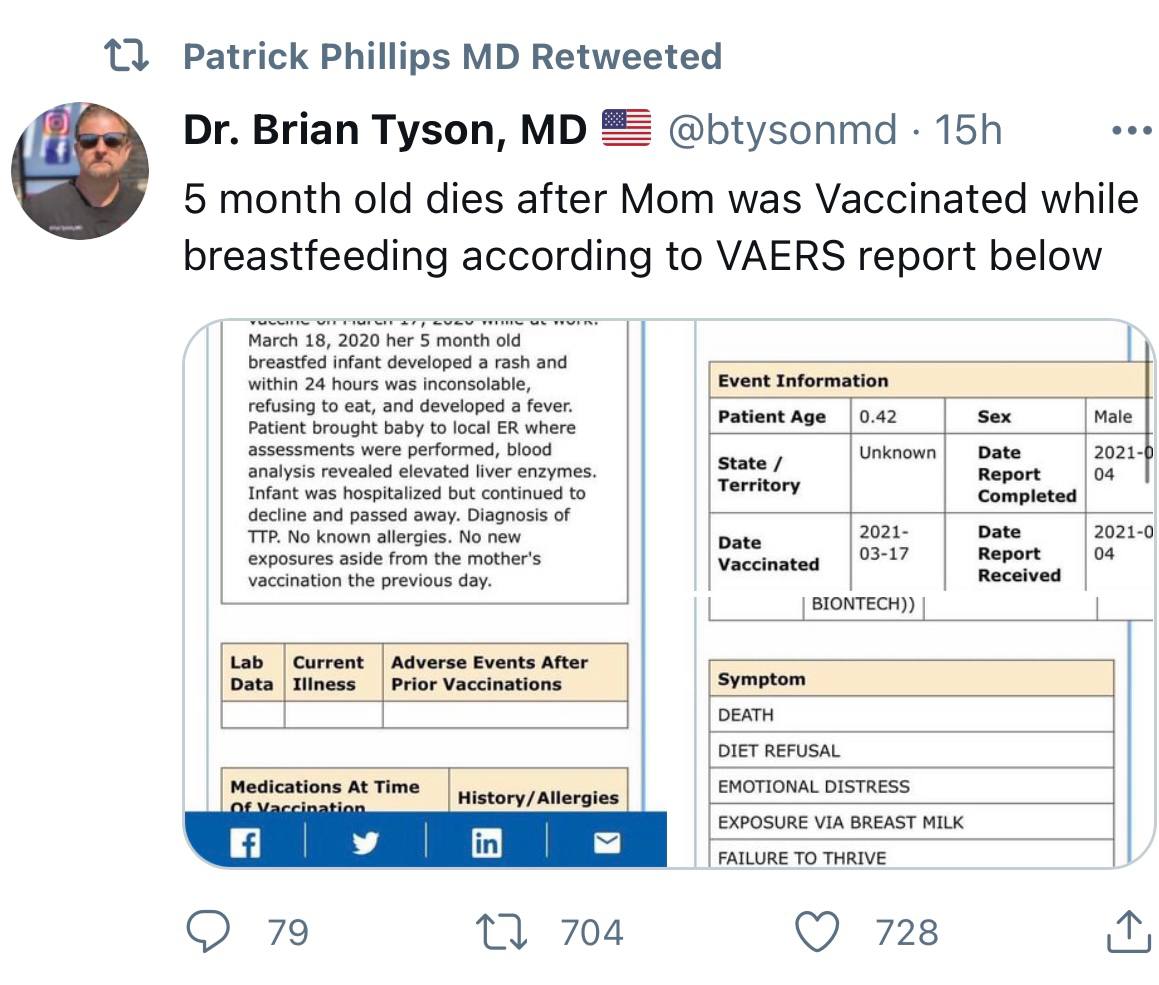 Patrick Phillips MD Retweeted
Dr. Brian Tyson, MD 🇺🇸 @btysonmd · 15h
5 month old dies after Mom was Vaccinated while
breastfeeding according to VAERS report below
vaccine on March 17, 2020 while at work.
March 18, 2020 her 5 month old
breastfed infant developed a rash and
within 24 hours was inconsolable,
refusing to eat, and developed a fever.
Patient brought baby to local ER where
assessments were performed, blood
analysis revealed elevated liver enzymes.
Infant was hospitalized but continued to
decline and passed away. Diagnosis of
TTP. No known allergies. No new
exposures aside from the mother's
vaccination the previous day.
Lab Data
Current Illness
Adverse Events After
Prior Vaccinations
Medications At Time
Of Vaccination
History/Allergies
Event Information
Patient Age 0.42 Sex Male
State / Territory Unknown Date Report Completed 2021-0 04
Date Vaccinated 2021-03-17 Date Report Received 2021-0 04
BIONTECH))
Symptom
DEATH
DIET REFUSAL
EMOTIONAL DISTRESS
EXPOSURE VIA BREAST MILK
FAILURE TO THRIVE
79 704 728